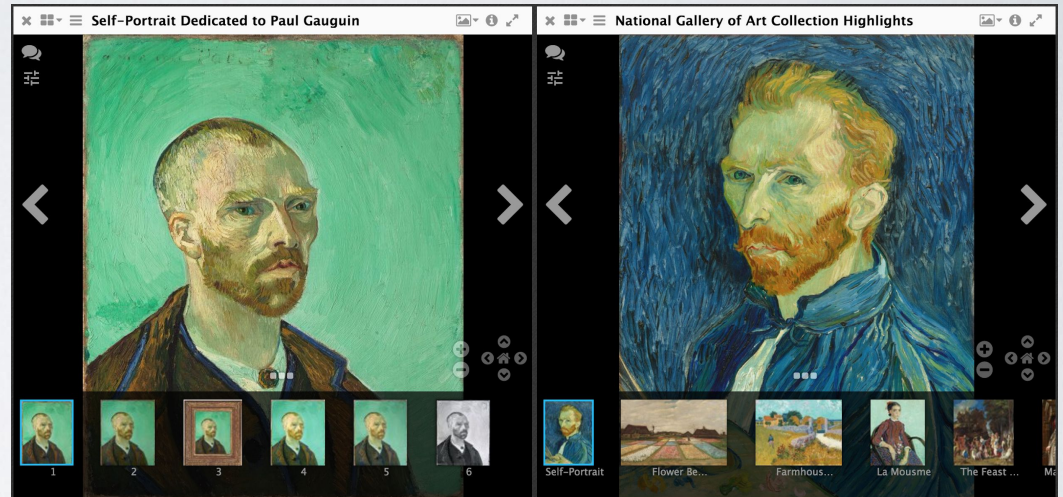 Self-Portrait Dedicated to Paul Gauguin
1
2
3
4
5
6
National Gallery of Art Collection Highlights
Self-Portrait
Flower Be...
Farmhous...
La Mousme
The Feast ...
Ma